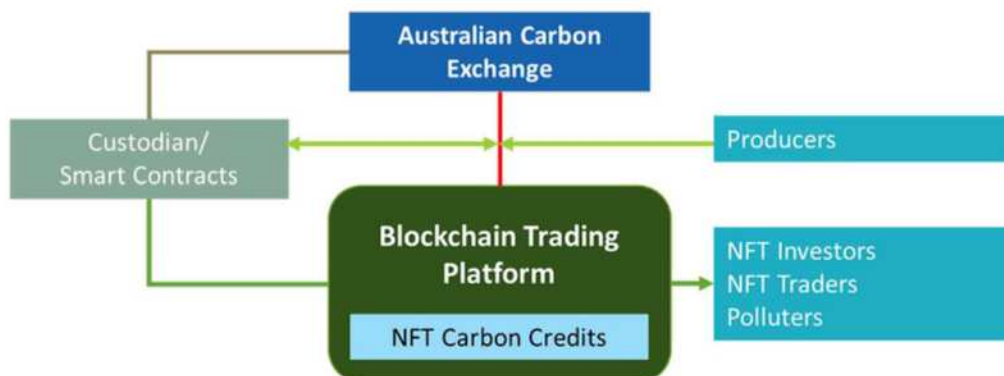 Australian Carbon
Exchange
Custodian/
Smart Contracts
Producers
Blockchain Trading
Platform
NFT Carbon Credits
NFT Investors
NFT Traders
Polluters